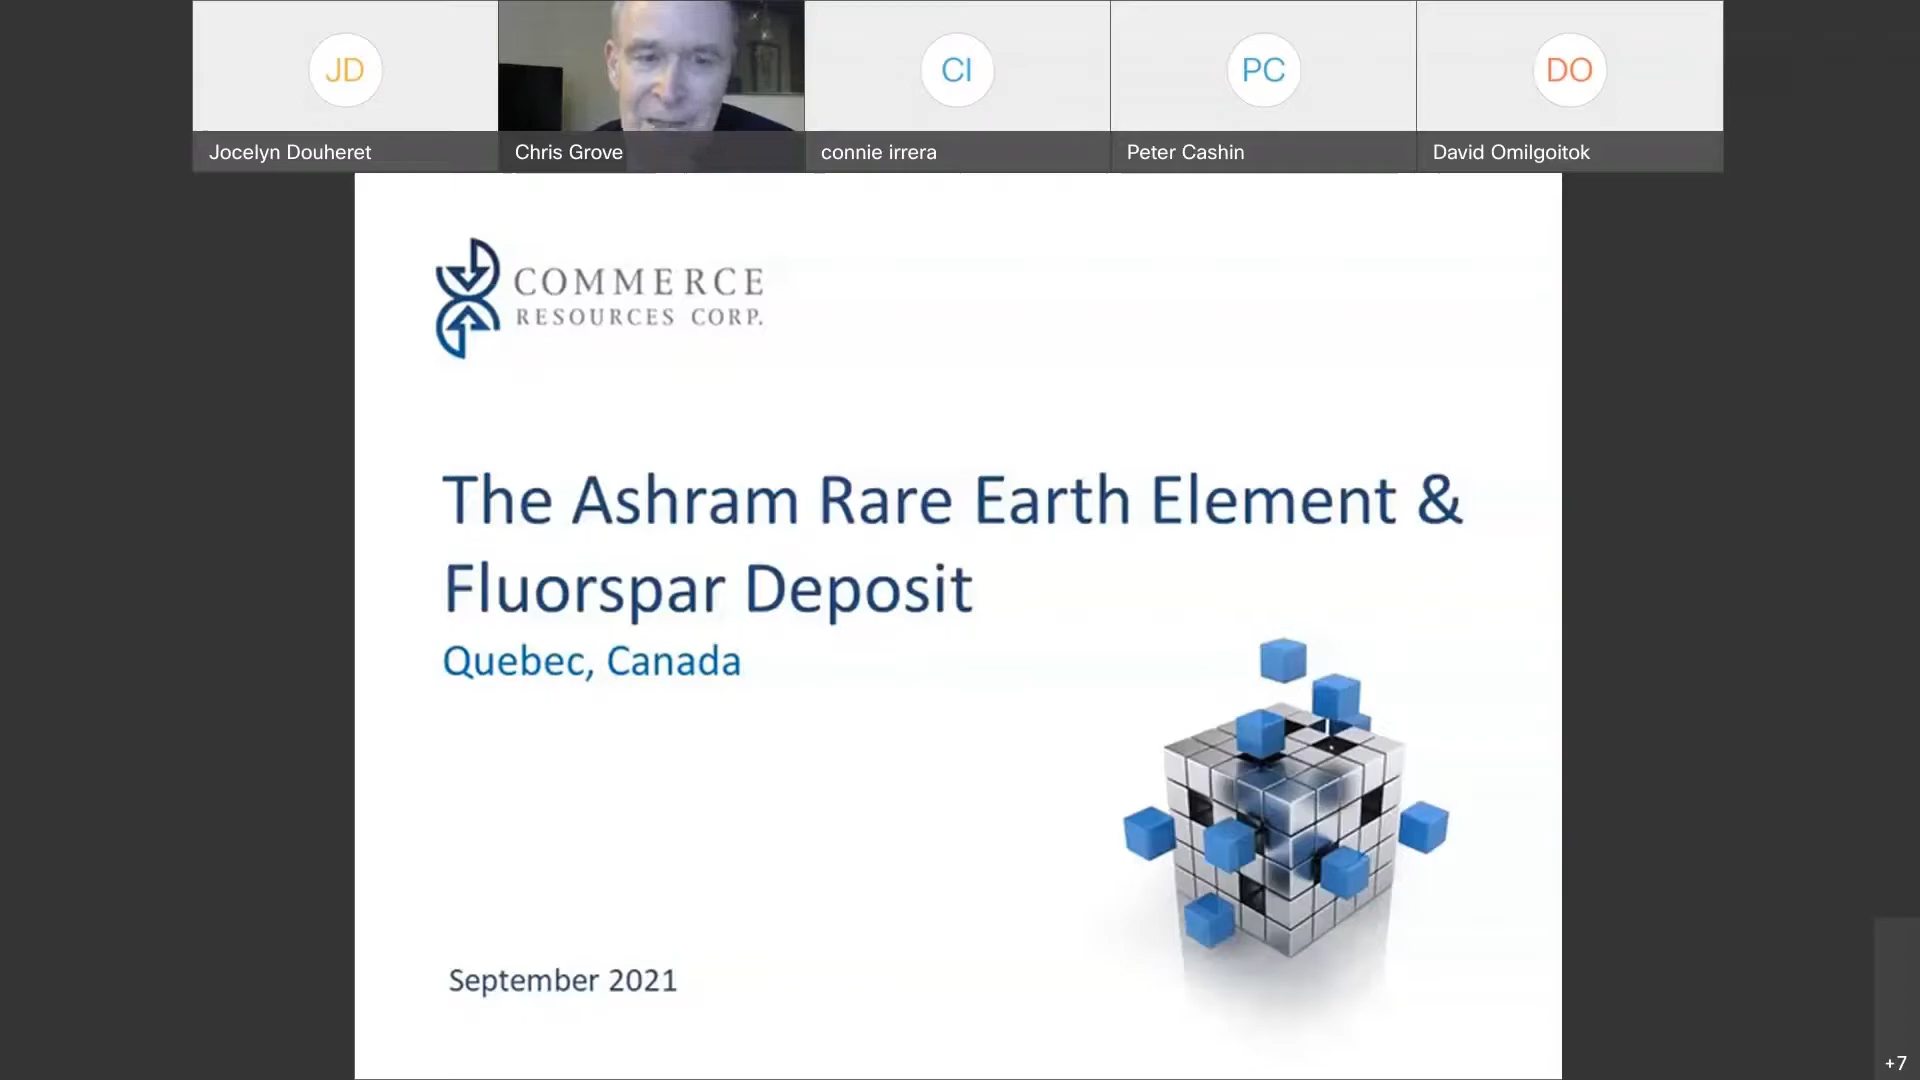 JD
CI
PC
DO
Jocelyn Douheret
Chris Grove
connie irrera
Peter Cashin
David Omilgoitok
COMMERCE
RESOURCES CORP.
The Ashram Rare Earth Element &
Fluorspar Deposit
Quebec, Canada
September 2021
+7